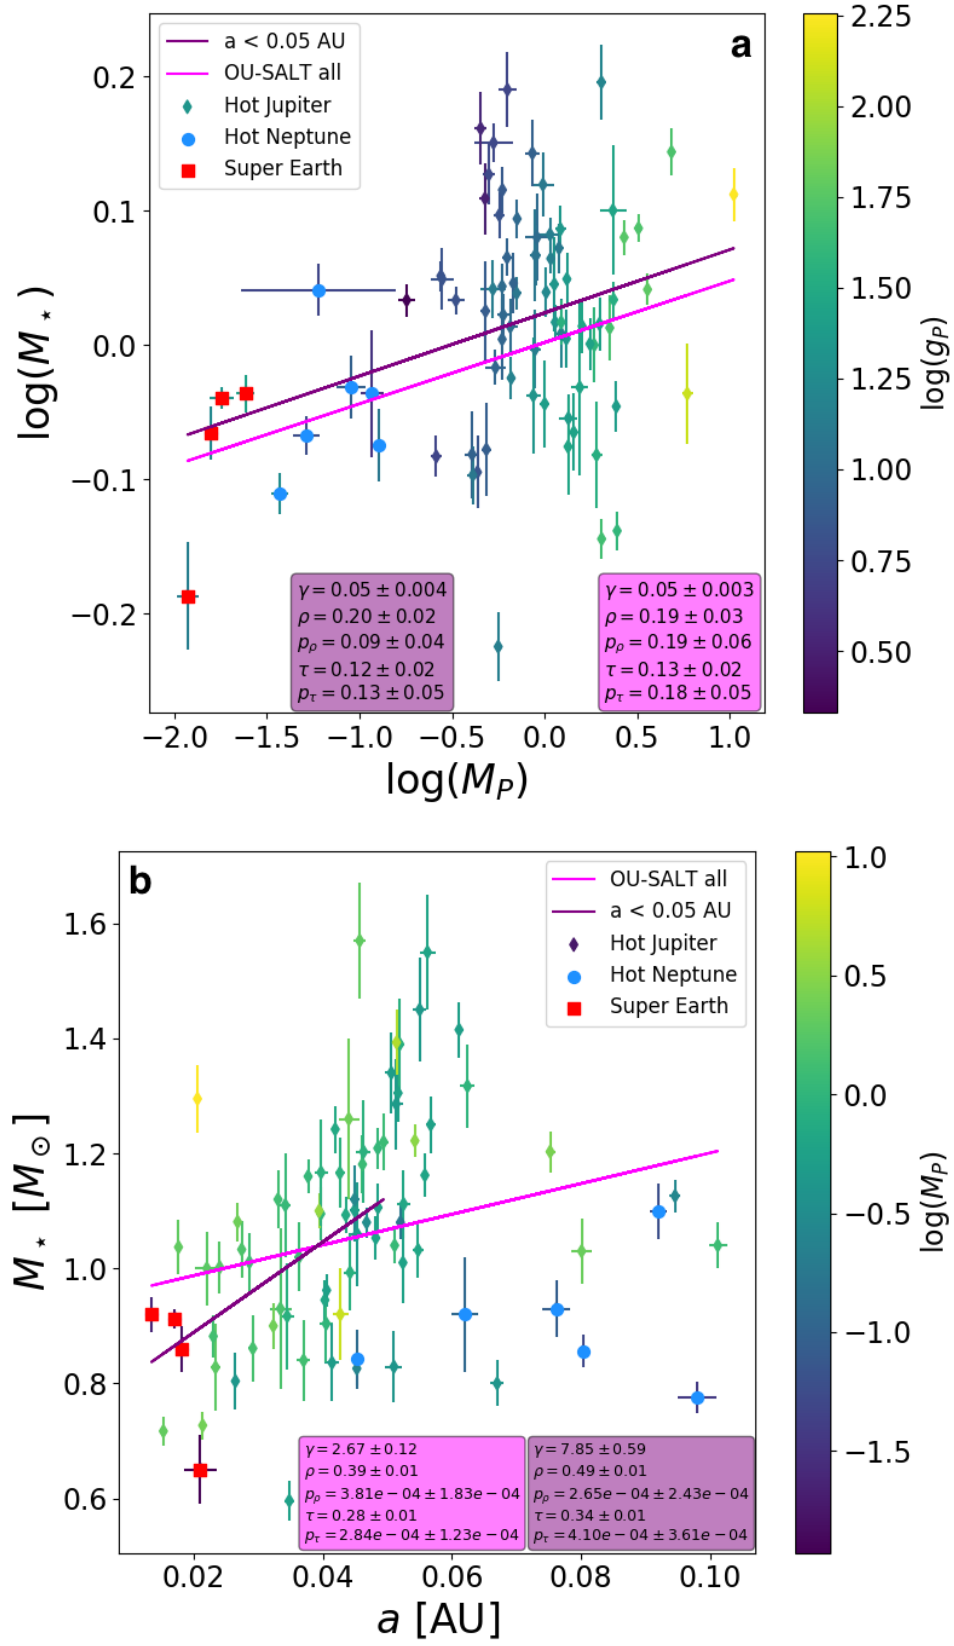 a < 0.05 AU
OU-SALT all
Hot Jupiter
Hot Neptune
Super Earth
a
0.2
0.1
0.0
−0.1
−0.2
log(M⋆)
γ = 0.05 ± 0.004
ρ = 0.20 ± 0.02
pρ = 0.09 ± 0.04
τ = 0.12 ± 0.02
pτ = 0.13 ± 0.05
γ = 0.05 ± 0.003
ρ = 0.19 ± 0.03
pρ = 0.19 ± 0.06
τ = 0.13 ± 0.02
pτ = 0.18 ± 0.05
−2.0 −1.5 −1.0 −0.5 0.0 0.5 1.0
log(MP)
2.25
2.00
1.75
1.50
1.25
1.00
0.75
0.50
log(gP)
b
OU-SALT all
a < 0.05 AU
Hot Jupiter
Hot Neptune
Super Earth
1.6
1.4
1.2
1.0
0.8
0.6
M⋆ [M⊙]
γ = 2.67 ± 0.12
ρ = 0.39 ± 0.01
pρ = 3.81e − 04 ± 1.83e − 04
τ = 0.28 ± 0.01
pτ = 2.84e − 04 ± 1.23e − 04
γ = 7.85 ± 0.59
ρ = 0.49 ± 0.01
pρ = 2.65e − 04 ± 2.43e − 04
τ = 0.34 ± 0.01
pτ = 4.10e − 04 ± 3.61e − 04
0.02 0.04 0.06 0.08 0.10
a [AU]
1.0
0.5
0.0
−0.5
−1.0
−1.5
log(MP)